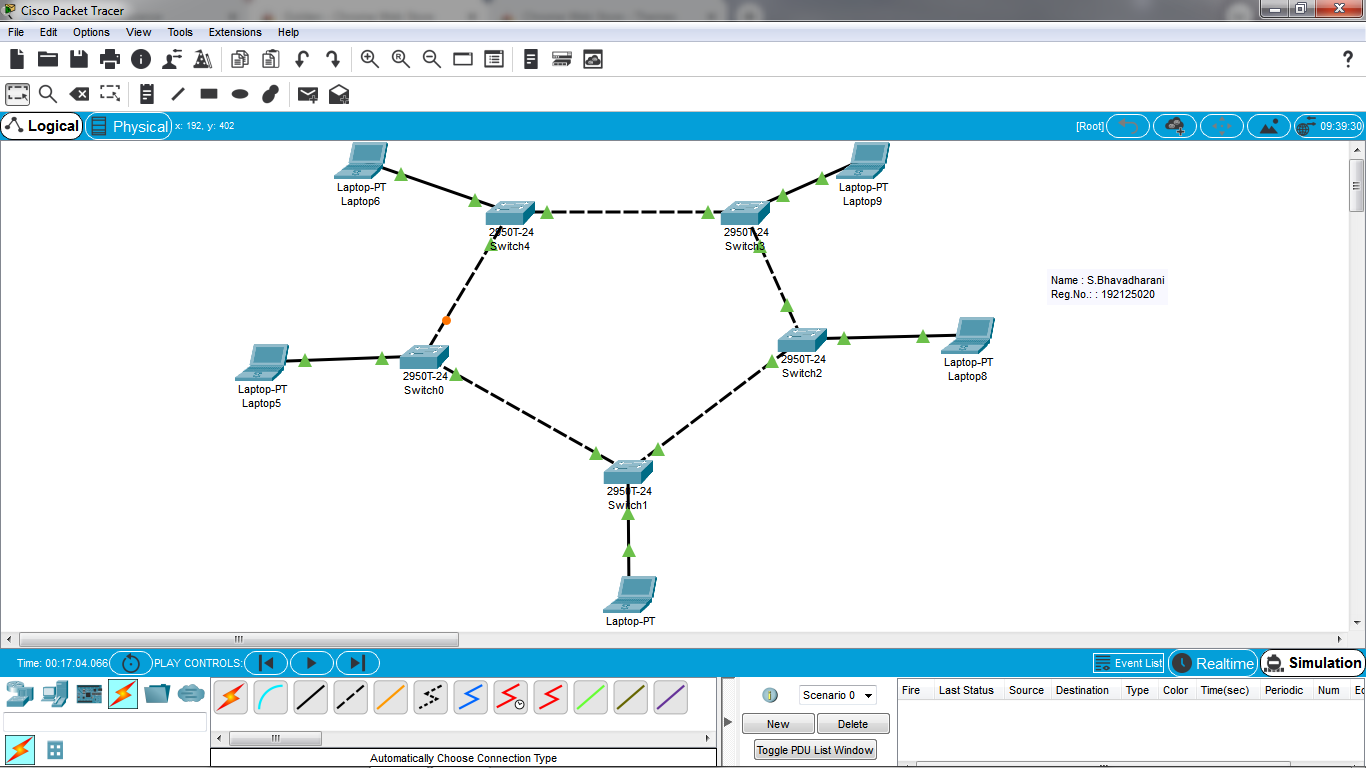 Cisco Packet Tracer
File Edit Options View Tools Extensions Help
?
Logical Physical x: 192, y: 402 [Root] 09:39:30
Laptop-PT
Laptop6
Laptop-PT
Laptop9
2950T-24
Switch4
2950T-24
Switch3
Name : S.Bhavadharani
Reg.No.: : 192125020
2950T-24
Switch2
Laptop-PT
Laptop8
2950T-24
Switch0
Laptop-PT
Laptop5
2950T-24
Switch1
Laptop-PT
Time: 00:17:04.066 PLAY CONTROLS: Event List Realtime Simulation
Scenario 0
Fire Last Status Source Destination Type Color Time(sec) Periodic Num Ec
New Delete
Toggle PDU List Window
Automatically Choose Connection Type